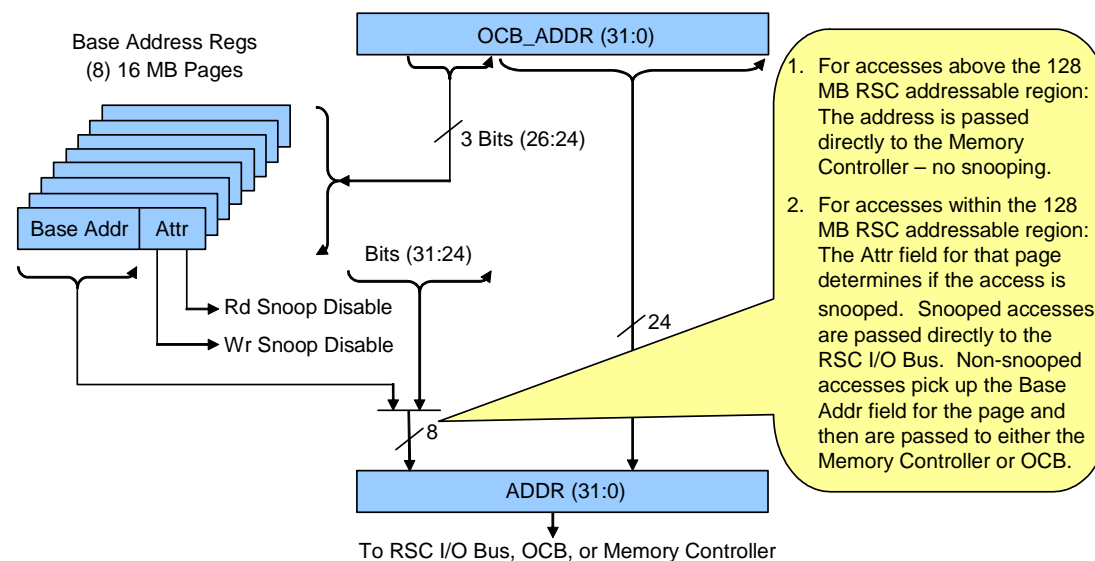 Base Address Regs
(8) 16 MB Pages
OCB_ADDR (31:0)
3 Bits (26:24)
Base Addr
Attr
Bits (31:24)
Rd Snoop Disable
Wr Snoop Disable
24
8
ADDR (31:0)
To RSC I/O Bus, OCB, or Memory Controller
1. For accesses above the 128
MB RSC addressable region:
The address is passed
directly to the Memory
Controller – no snooping.
2. For accesses within the 128
MB RSC addressable region:
The Attr field for that page
determines if the access is
snooped. Snooped accesses
are passed directly to the
RSC I/O Bus. Non-snooped
accesses pick up the Base
Addr field for the page and
then are passed to either the
Memory Controller or OCB.